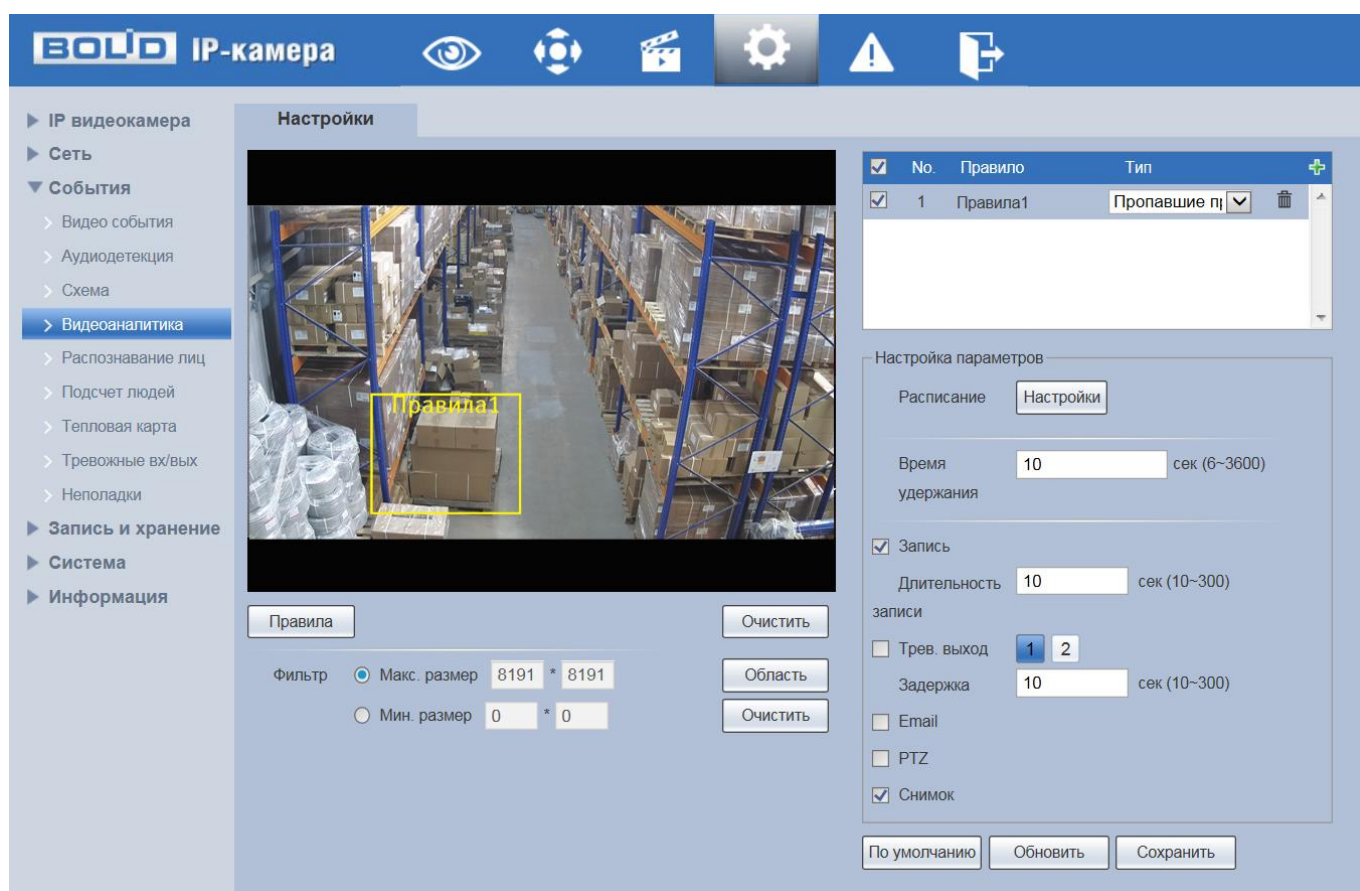 BOLID IP-камера
IP видеокамера
Сеть
События
Видео события
Аудиодетекция
Схема
Видеоаналитика
Распознавание лиц
Подсчет людей
Тепловая карта
Тревожные вх/вых
Неполадки
Запись и хранение
Система
Информация
Настройки
Правила1
Правила Очистить
Фильтр Макс. размер 8191 * 8191 Область
Мин. размер 0 * 0 Очистить
No. Правило Тип
1 Правила1 Пропавшие пр
Настройка параметров
Расписание Настройки
Время 10 сек (6~3600)
удержания
Запись
Длительность 10 сек (10~300)
записи
Трев. выход 1 2
Задержка 10 сек (10~300)
Email
PTZ
Снимок
По умолчанию Обновить Сохранить